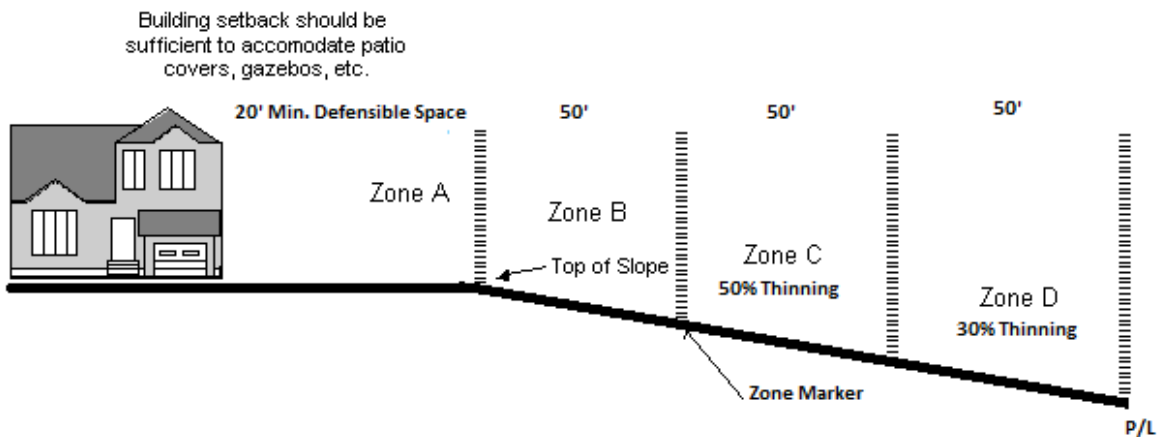 Building setback should be
sufficient to accomodate patio
covers, gazebos, etc.
20' Min. Defensible Space
50'
50'
50'
Zone A
Zone B
Zone C
50% Thinning
Zone D
30% Thinning
Top of Slope
Zone Marker
P/L